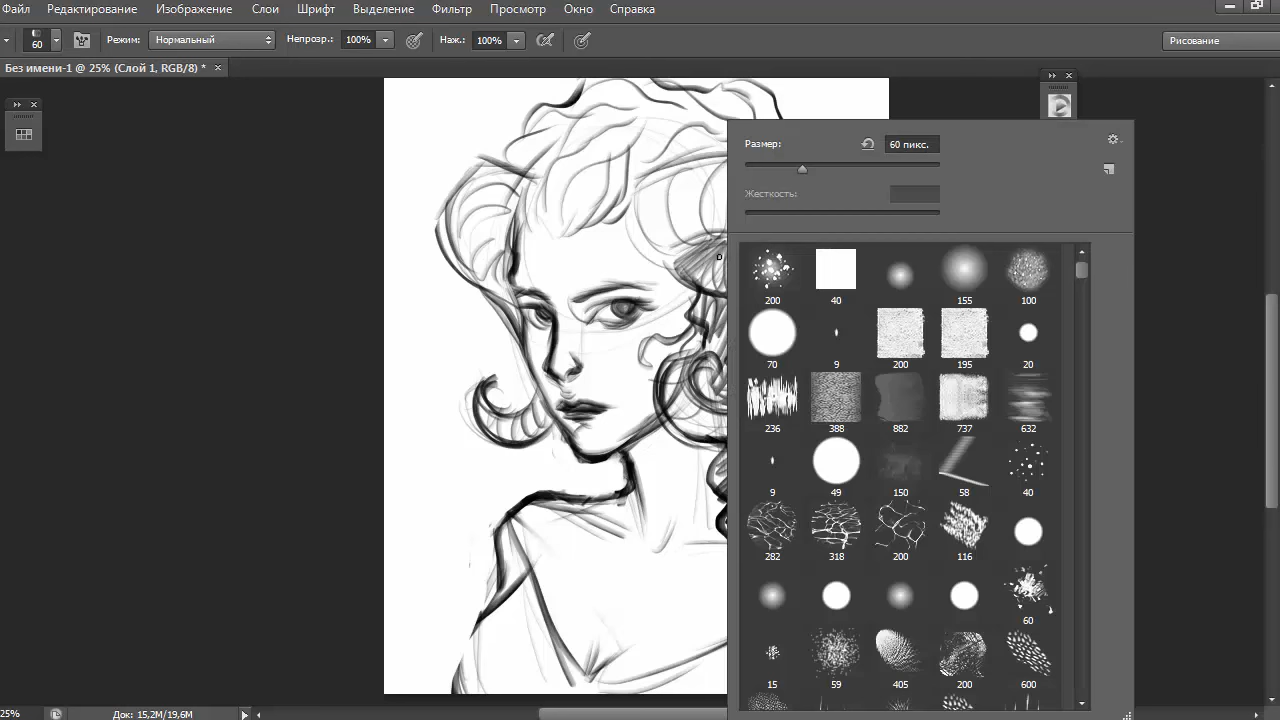 Файл Редактирование Изображение Слои Шрифт Выделение Фильтр Просмотр Окно Справка
60 Режим: Нормальный Непрозр.: 100% Наж.: 100% Рисование
Без имени-1 @ 25% (Слой 1, RGB/8) *
Размер: 60 пикс.
Жесткость:
200 40 155 100
70 9 200 195 20
236 388 882 737 632
9 49 150 58 40
282 318 200 116
60
15 59 405 200 600
25% Док: 15,2M/19,6M